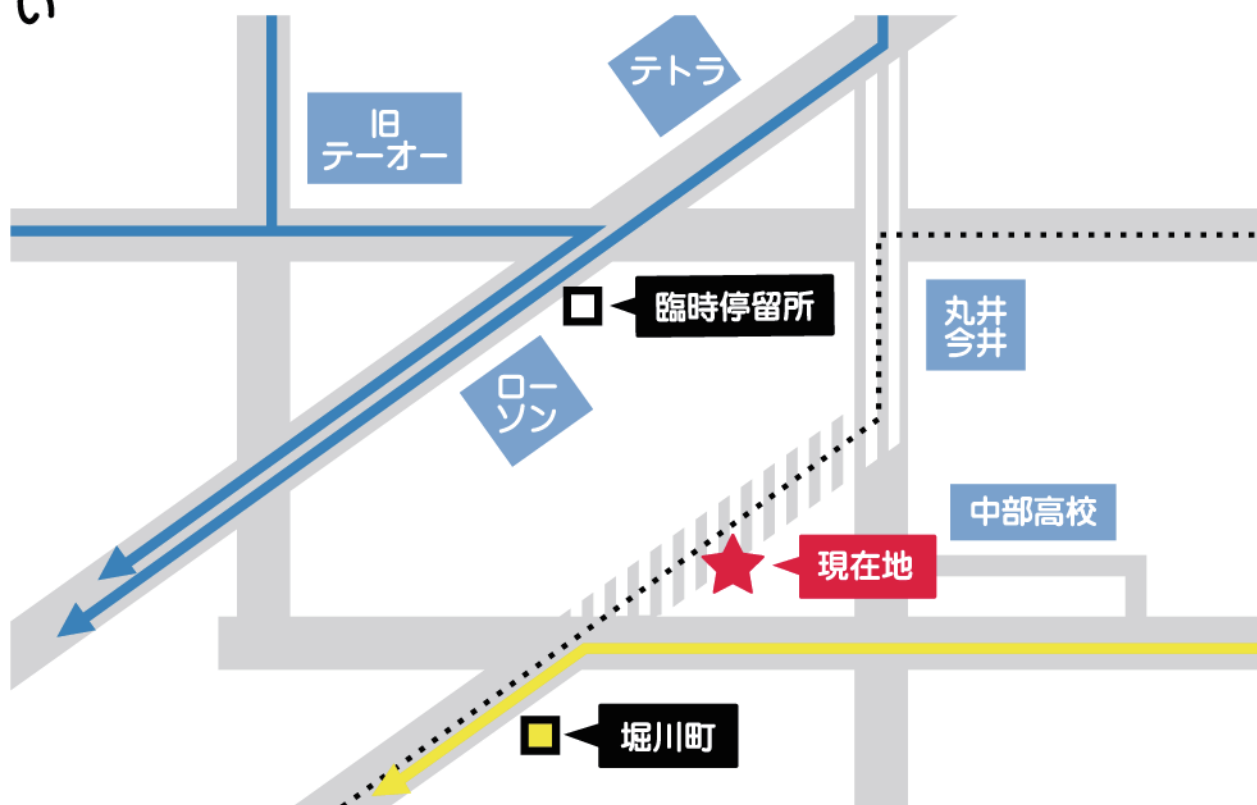 い
テトラ
旧
テーオー
臨時停留所
丸井
今井
ロー
ソン
中部高校
現在地
堀川町